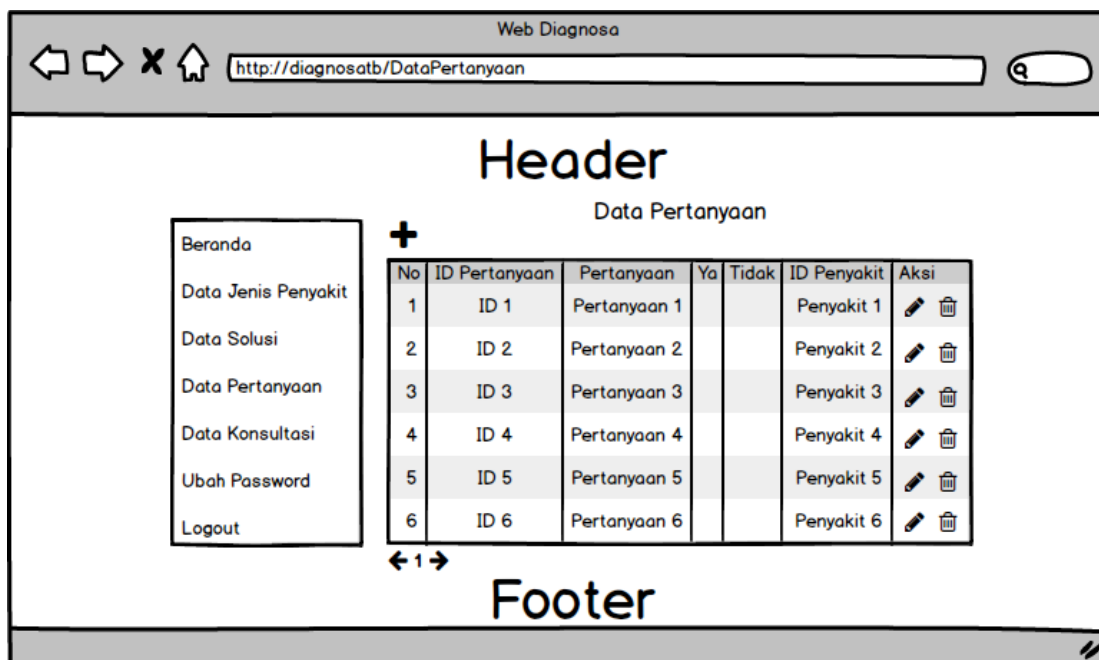 Web Diagnosa
http://diagnosatb/DataPertanyaan
Header
Data Pertanyaan
Beranda
Data Jenis Penyakit
Data Solusi
Data Pertanyaan
Data Konsultasi
Ubah Password
Logout
No ID Pertanyaan Pertanyaan Ya Tidak ID Penyakit Aksi
1 ID 1 Pertanyaan 1 Penyakit 1
2 ID 2 Pertanyaan 2 Penyakit 2
3 ID 3 Pertanyaan 3 Penyakit 3
4 ID 4 Pertanyaan 4 Penyakit 4
5 ID 5 Pertanyaan 5 Penyakit 5
6 ID 6 Pertanyaan 6 Penyakit 6
1
Footer